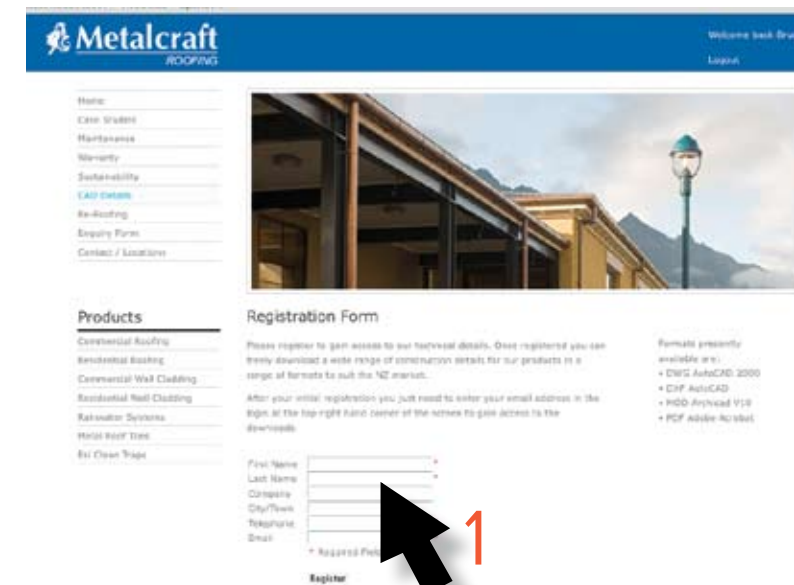 Metalcraft
ROOFING
Welcome back
Logout
Home
Case Studies
Maintenance
Warranty
Sustainability
CAD Details
Re-Roofing
Enquiry Form
Contact / Locations
Products
Commercial Roofing
Residential Roofing
Commercial Wall Cladding
Residential Wall Cladding
Rainwater Systems
Metal Roof Tiles
Registration Form
Please register to gain access to our technical details. Once registered you can
freely download a wide range of construction details for our products in a
range of formats to suit the NZ market.
After your initial registration you just need to enter your email address in the
login at the top right hand corner of the screen to gain access to the
downloads.
Formats presently
available are:
• DWG AutoCAD 2000
• DXF AutoCAD
• MOD Archicad V10
• PDF Adobe Acrobat
First Name *
Last Name *
Company
City/Town
Telephone
Email
* Required
Register
1